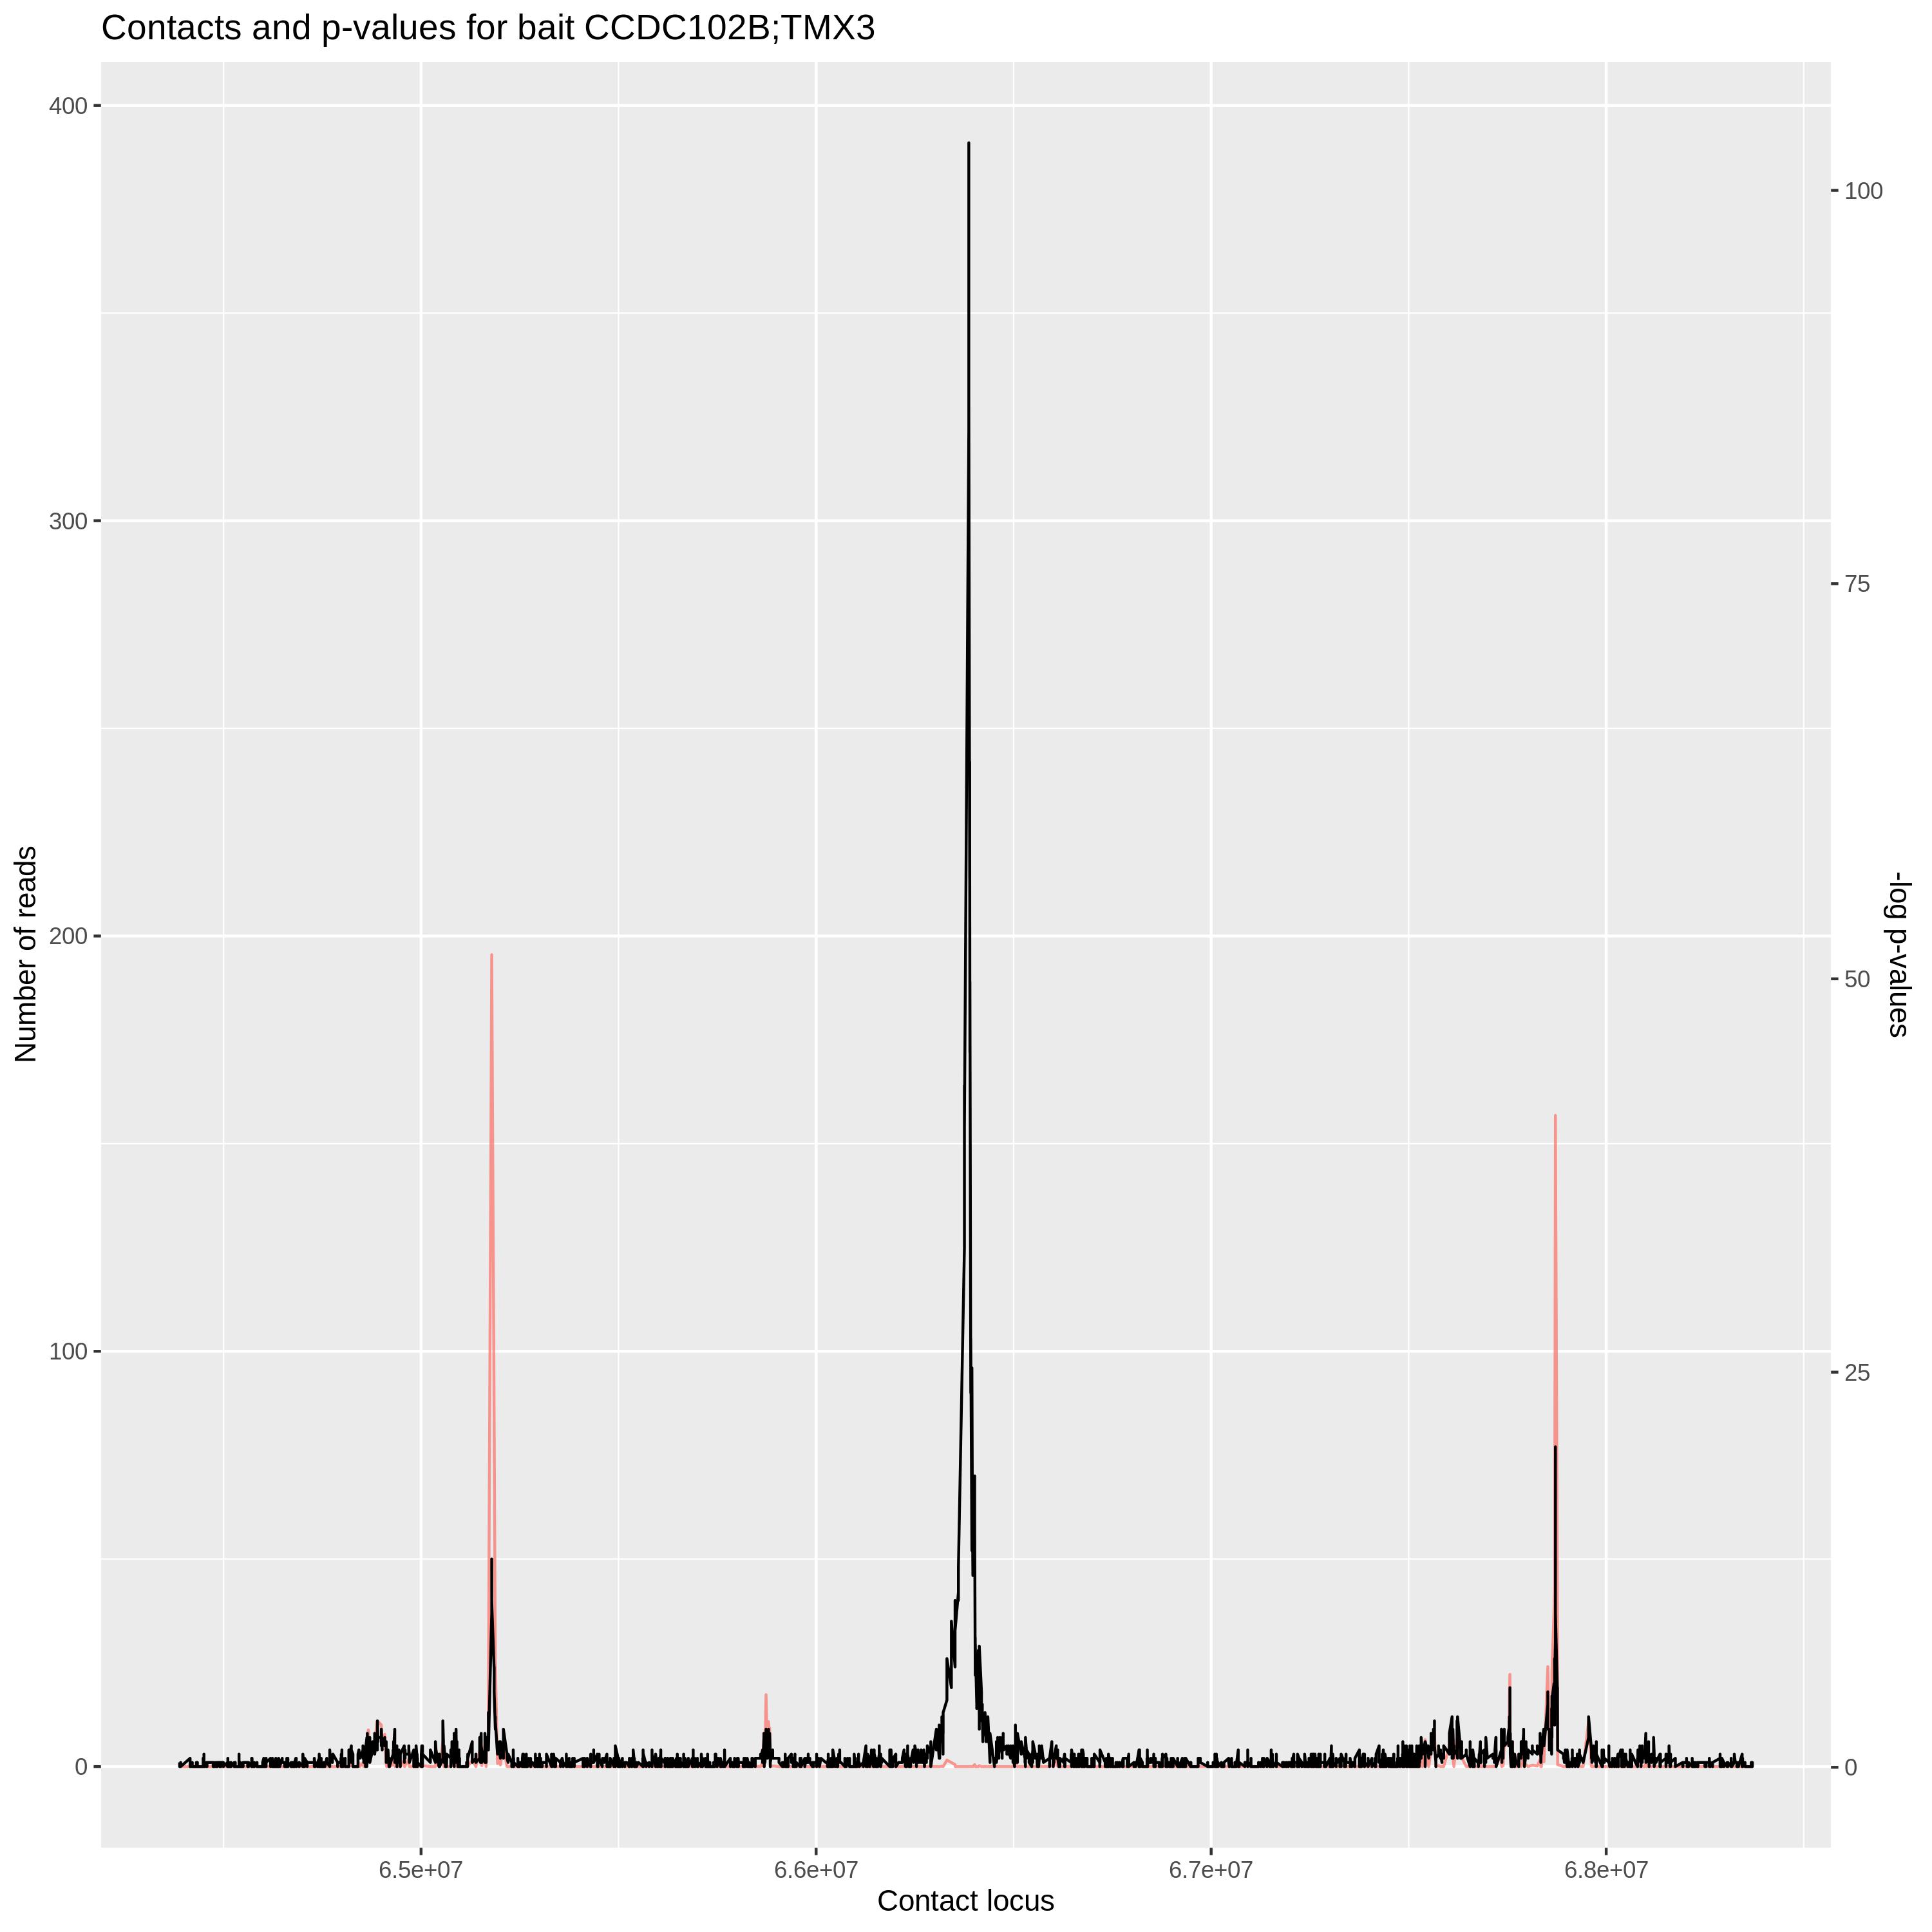 Contacts and p-values for bait CCDC102B;TMX3
400
300
200
100
0
Number of reads
100
75
50
25
0
-log p-values
6.5e+07
6.6e+07
6.7e+07
6.8e+07
Contact locus